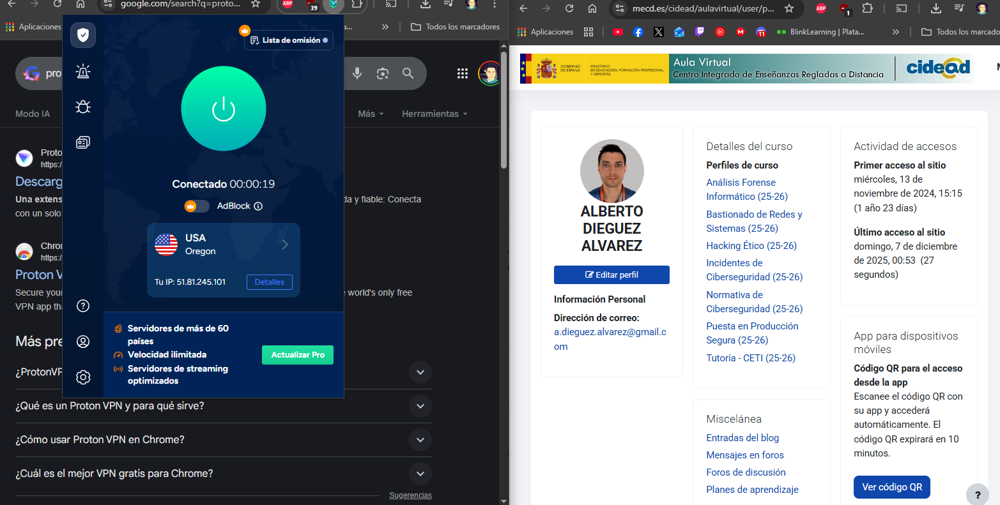 google.com/search?q=proto...
ABP
39
Aplicaciones
a...
Todos los marcadores
pro
Modo IA
Más
Herramientas
Proto
https:/
Descarg
Una extens
da y fiable: Conecta
con un solo
Chro
https:/
Proton V
Secure your
e world's only free
VPN app tha
Más pre
¿ProtonVP
¿Qué es un Proton VPN y para qué sirve?
¿Cómo usar Proton VPN en Chrome?
¿Cuál es el mejor VPN gratis para Chrome?
Sugerencias
Lista de omisión
Conectado 00:00:19
AdBlock
USA
Oregon
Tu IP: 51.81.245.101
Detalles
Servidores de más de 60
países
Velocidad ilimitada
Servidores de streaming
optimizados
Actualizar Pro
mecd.es/cidead/aulavirtual/user/p...
ABP
1
Aplicaciones
11
BlinkLearning | Plata...
Todos los marcado
GOBIERNO
DE ESPAÑA
MINISTERIO
DE EDUCACIÓN, FORMACIÓN PROFESIONAL
Y DEPORTES
Aula Virtual
Centro Integrado de Enseñanzas Regladas a Distancia
cide@d
ALBERTO
DIEGUEZ
ALVAREZ
Editar perfil
Información Personal
Dirección de correo:
a.dieguez.alvarez@gmail.c
om
Detalles del curso
Perfiles de curso
Análisis Forense
Informático (25-26)
Bastionado de Redes y
Sistemas (25-26)
Hacking Ético (25-26)
Incidentes de
Ciberseguridad (25-26)
Normativa de
Ciberseguridad (25-26)
Puesta en Producción
Segura (25-26)
Tutoría - CETI (25-26)
Miscelánea
Entradas del blog
Mensajes en foros
Foros de discusión
Planes de aprendizaje
Actividad de accesos
Primer acceso al sitio
miércoles, 13 de
noviembre de 2024, 15:15
(1 año 23 días)
Último acceso al sitio
domingo, 7 de diciembre
de 2025, 00:53 (27
segundos)
App para dispositivos
móviles
Código QR para el acceso
desde la app
Escanee el código QR con
su app y accederá
automáticamente. El
código QR expirará en 10
minutos.
Ver código QR
?